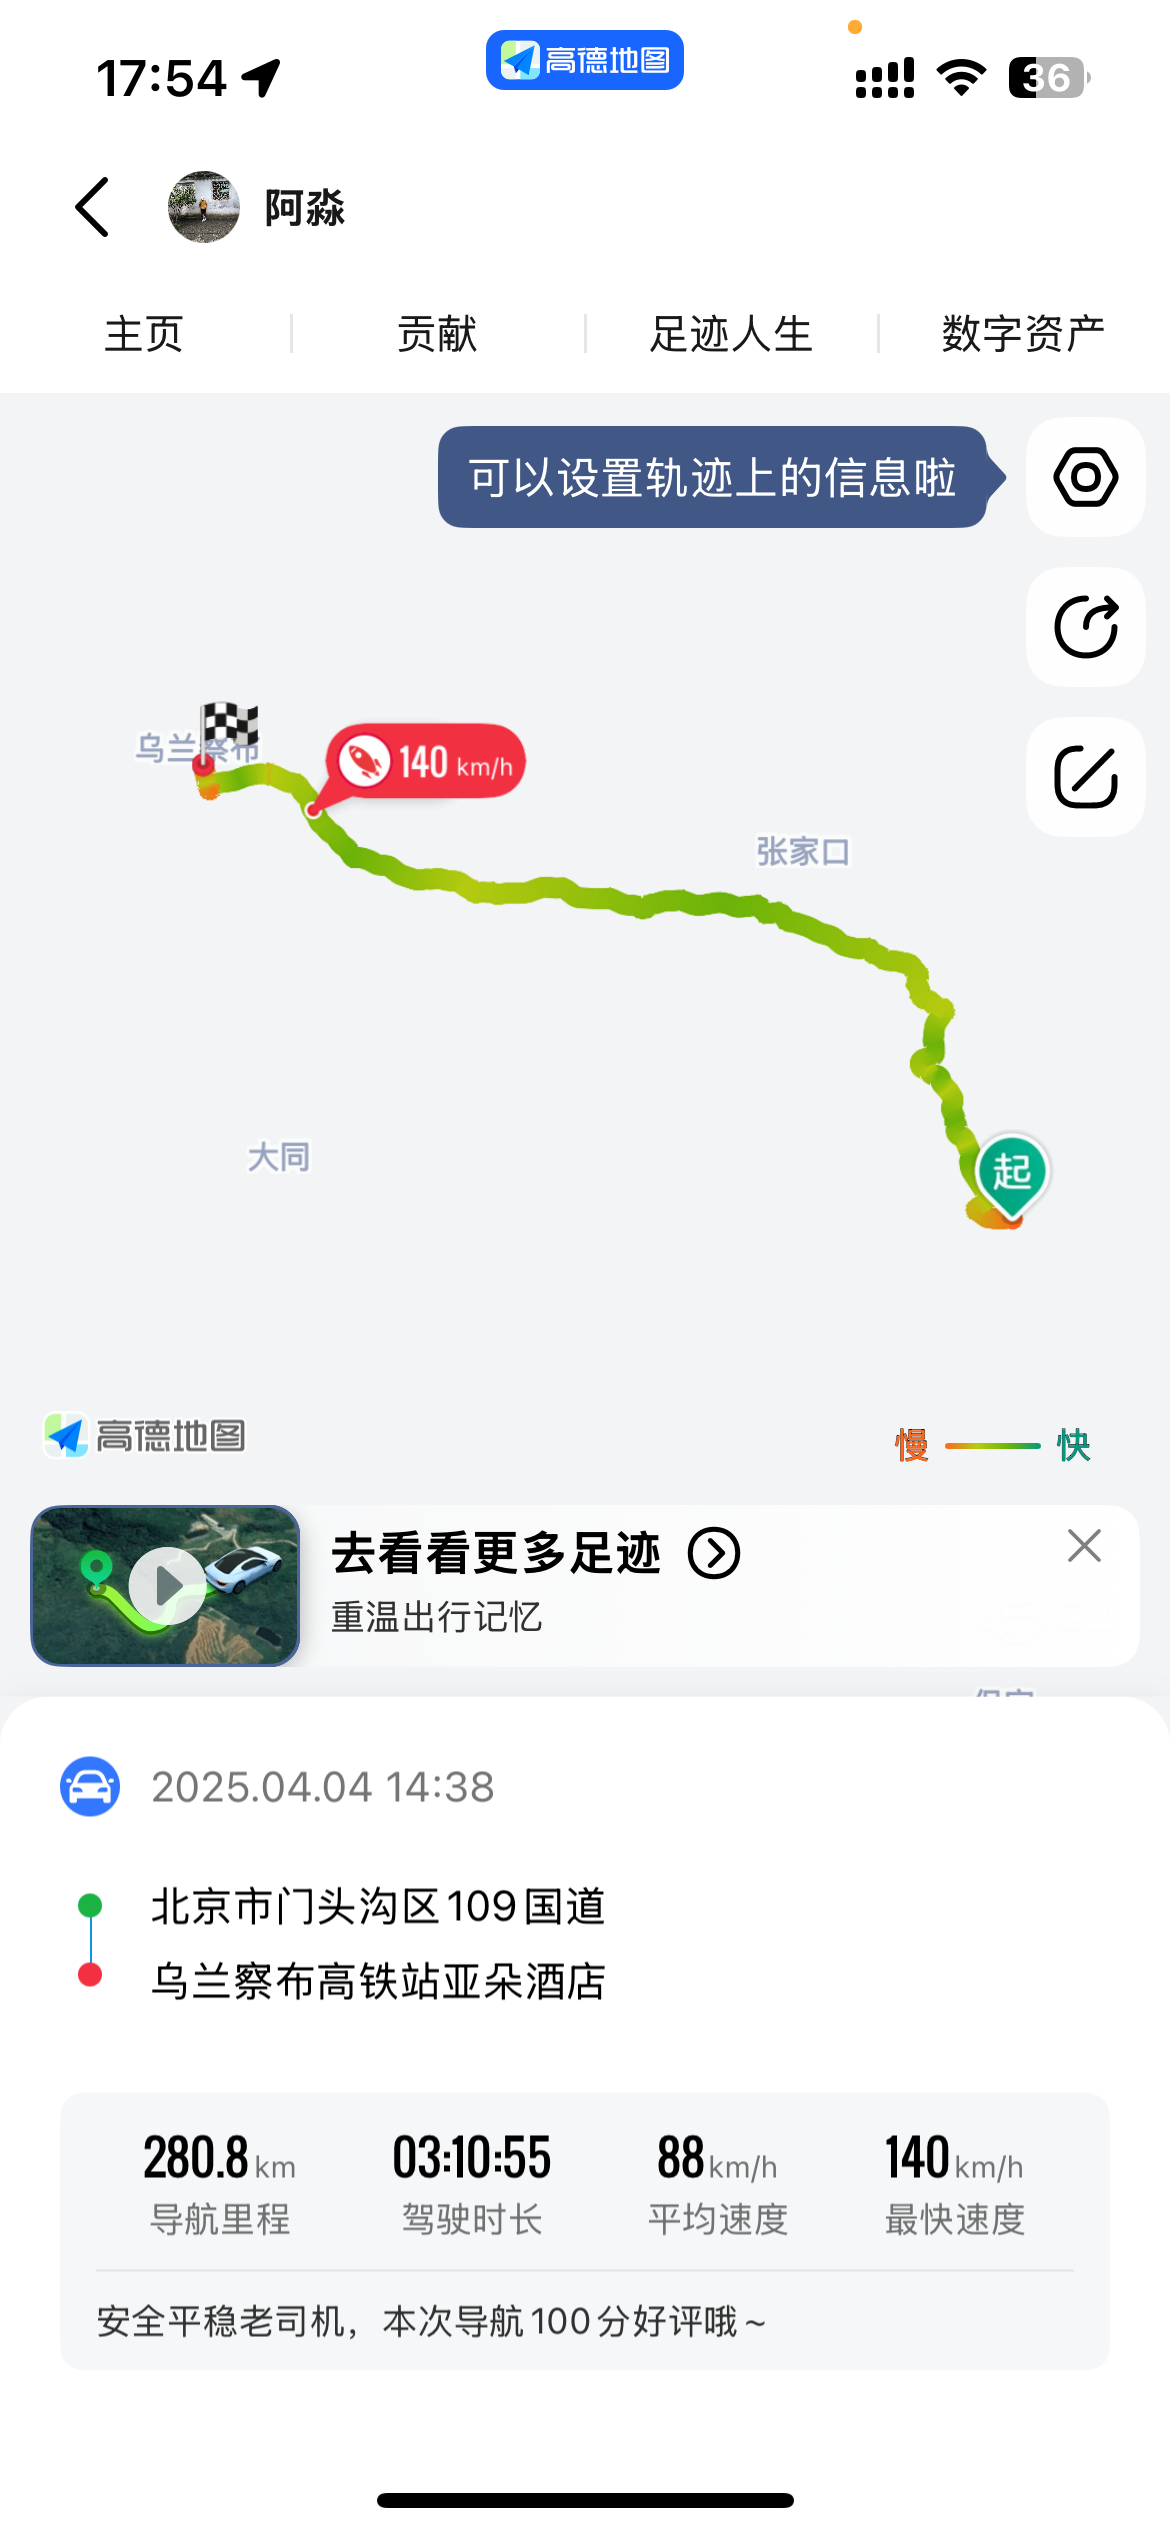 17:54
高德地图
36
阿淼
主页
贡献
足迹人生
数字资产
可以设置轨迹上的信息啦
乌兰察布
140 km/h
张家口
大同
起
高德地图
慢
快
去看看更多足迹
重温出行记忆
2025.04.04 14:38
北京市门头沟区109国道
乌兰察布高铁站亚朵酒店
280.8 km
03:10:55
88 km/h
140 km/h
导航里程
驾驶时长
平均速度
最快速度
安全平稳老司机，本次导航100分好评哦~